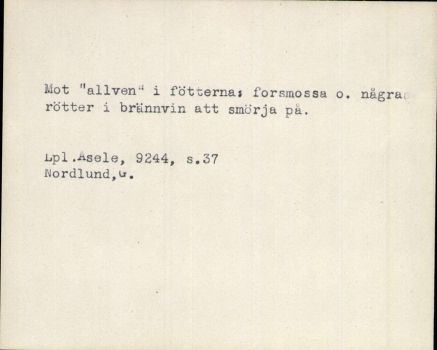 Mot "allven" i fötterna: forsmossa o. några
rötter i brännvin att smörja på.
Lpl.Åsele, 9244, s.37
Nordlund,G.